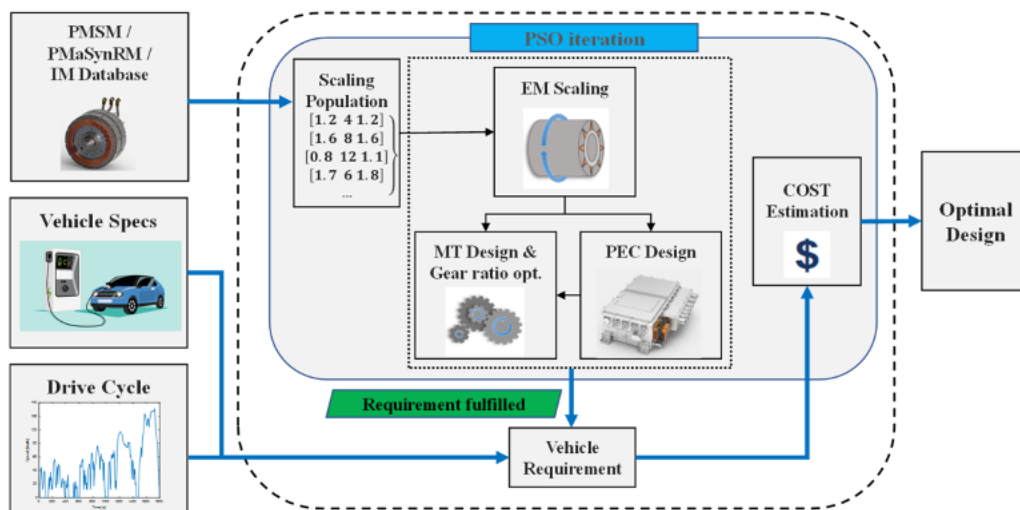 PMSM /
PMaSynRM /
IM Database
Vehicle Specs
Drive Cycle
Time [s]
PSO iteration
Scaling
Population
[1.2 4 1.2]
[1.6 8 1.6]
[0.8 12 1.1]
[1.7 6 1.8]
...
EM Scaling
MT Design &
Gear ratio opt.
PEC Design
Requirement fulfilled
Vehicle
Requirement
COST
Estimation
$
Optimal
Design